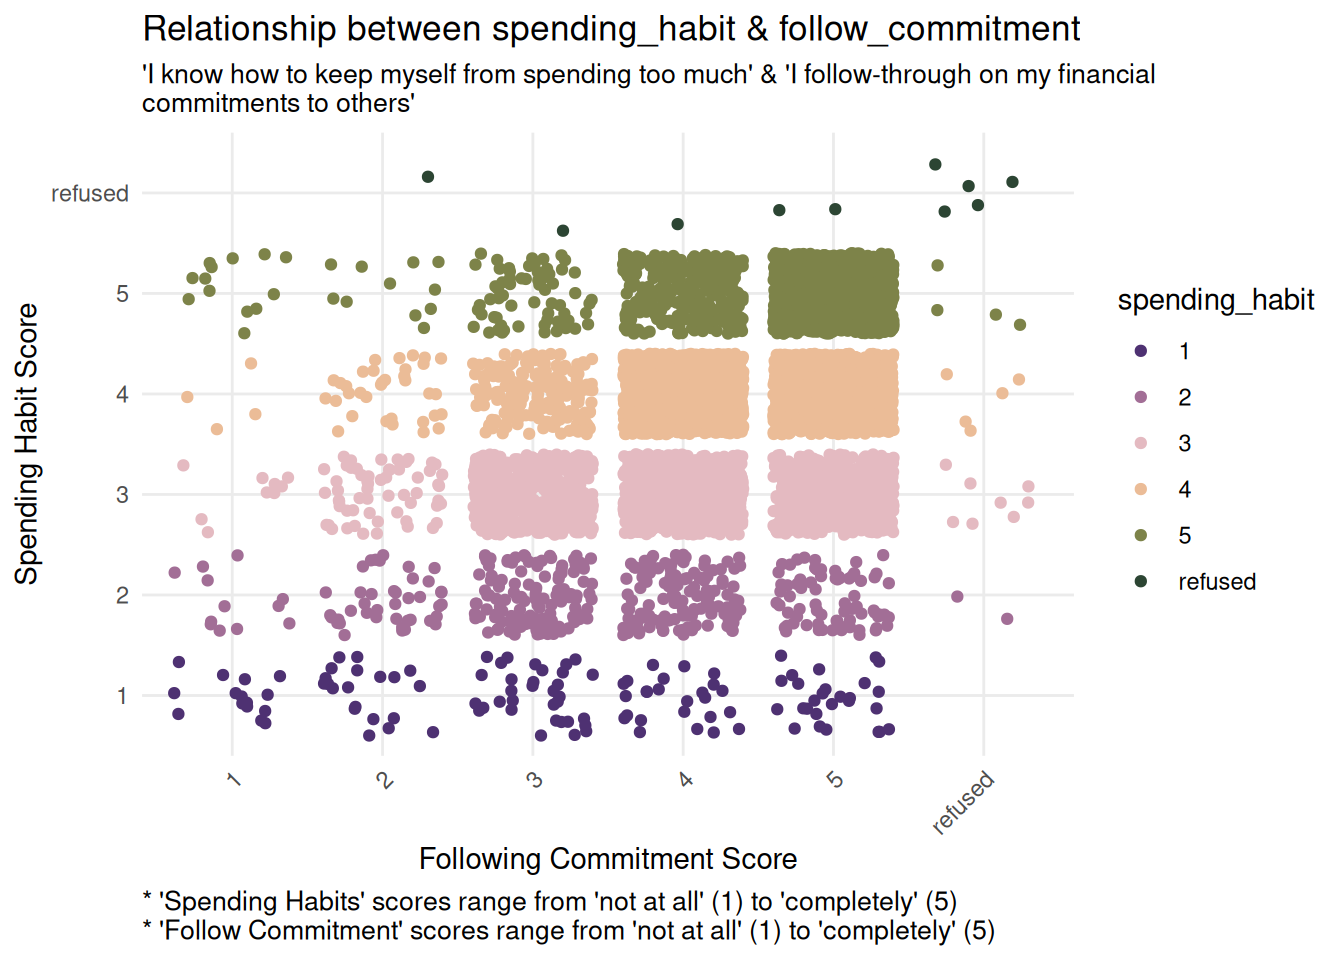 Relationship between spending_habit & follow_commitment
'I know how to keep myself from spending too much' & 'I follow-through on my financial
commitments to others'
Spending Habit Score
refused
5
4
3
2
1
1
2
3
4
5
refused
Following Commitment Score
spending_habit
1
2
3
4
5
refused
* 'Spending Habits' scores range from 'not at all' (1) to 'completely' (5)
* 'Follow Commitment' scores range from 'not at all' (1) to 'completely' (5)